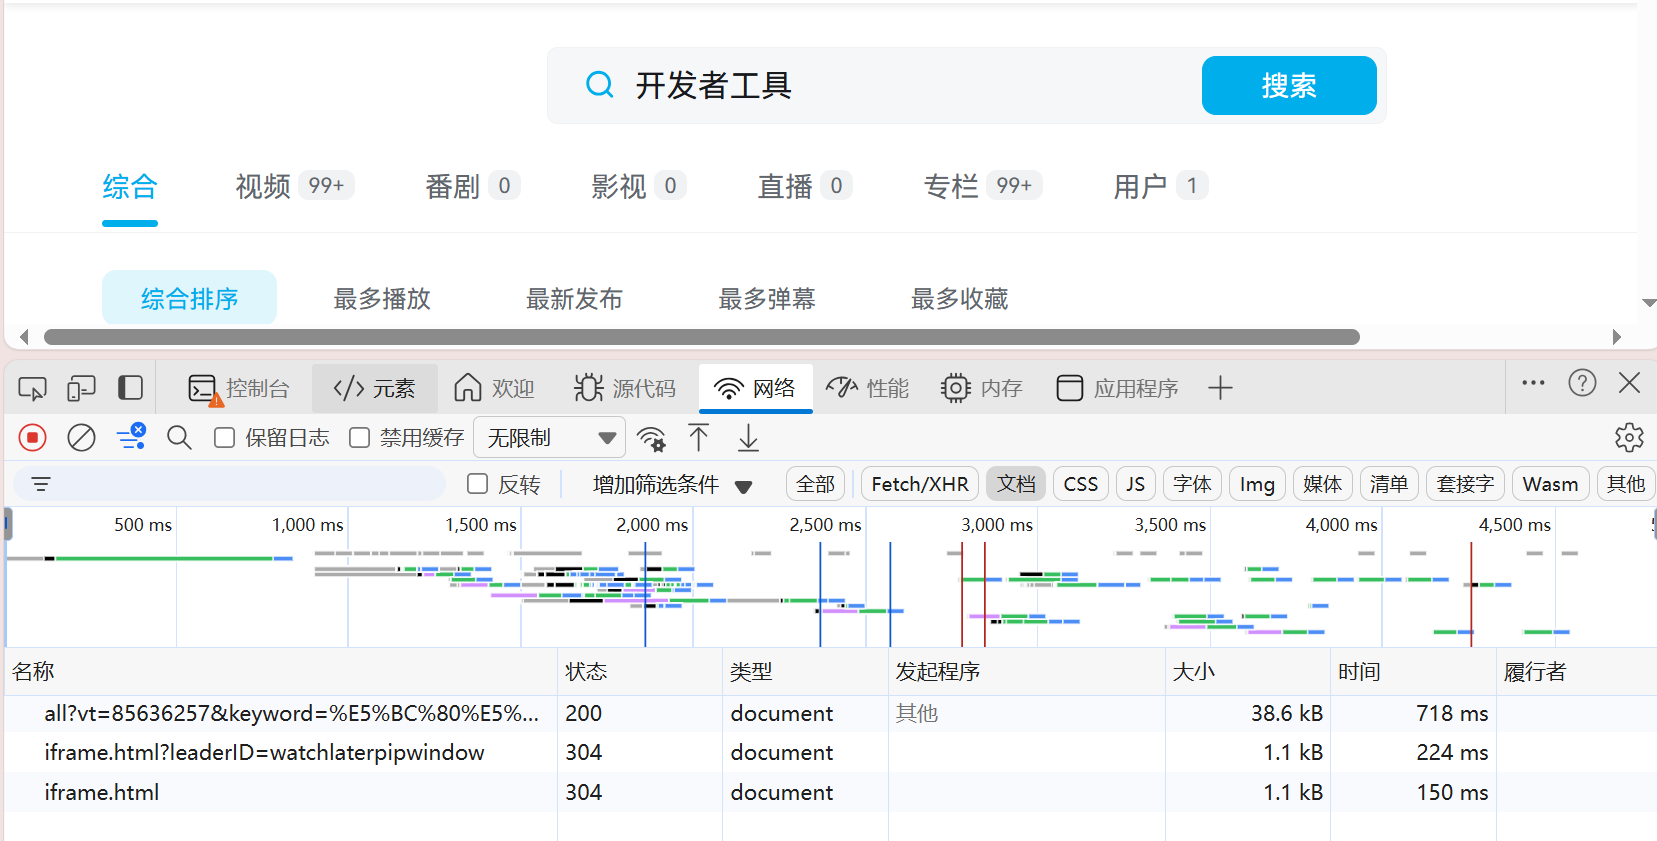 开发者工具 搜索
综合 视频 99+ 番剧 0 影视 0 直播 0 专栏 99+ 用户 1
综合排序 最多播放 最新发布 最多弹幕 最多收藏
控制台 元素 欢迎 源代码 网络 性能 内存 应用程序
保留日志 禁用缓存 无限制
反转 增加筛选条件 全部 Fetch/XHR 文档 CSS JS 字体 Img 媒体 清单 套接字 Wasm 其他
500 ms 1,000 ms 1,500 ms 2,000 ms 2,500 ms 3,000 ms 3,500 ms 4,000 ms 4,500 ms
名称 状态 类型 发起程序 大小 时间 履行者
all?vt=85636257&keyword=%E5%BC%80%E5%... 200 document 其他 38.6 kB 718 ms
iframe.html?leaderID=watchlaterpipwindow 304 document 1.1 kB 224 ms
iframe.html 304 document 1.1 kB 150 ms